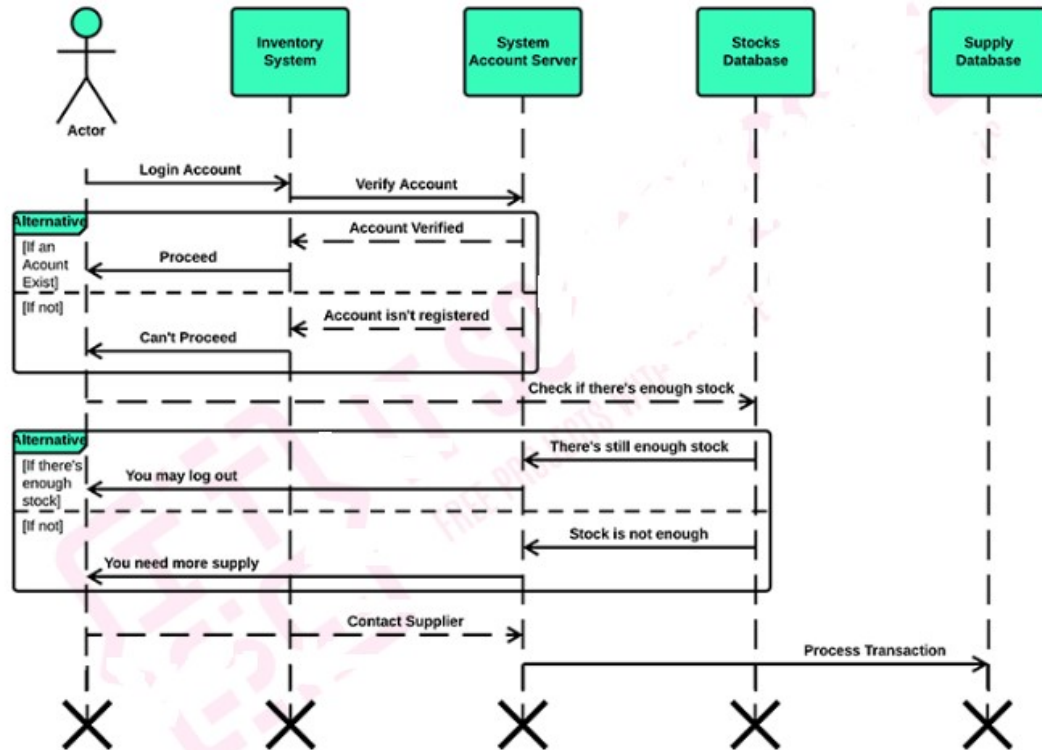 Inventory
System
System
Account Server
Stocks
Database
Supply
Database
Actor
Login Account
Verify Account
Alternative
[If an
Acount
Exist]
Account Verified
Proceed
[If not]
Account isn't registered
Can't Proceed
Check if there's enough stock
Alternative
[If there's
enough
stock]
There's still enough stock
You may log out
[If not]
Stock is not enough
You need more supply
Contact Supplier
Process Transaction